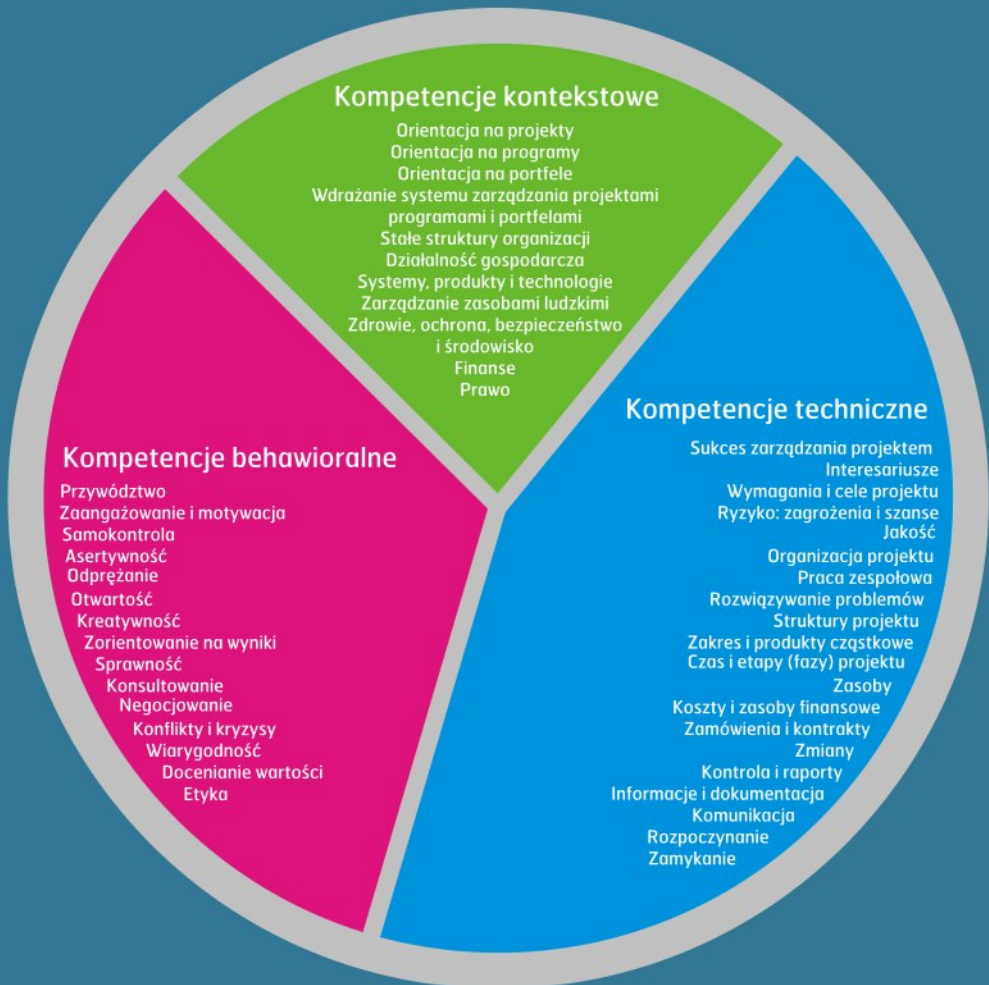 Kompetencje kontekstowe
Orientacja na projekty
Orientacja na programy
Orientacja na portfele
Wdrażanie systemu zarządzania projektami
programami i portfelami
Stałe struktury organizacji
Działalność gospodarcza
Systemy, produkty i technologie
Zarządzanie zasobami ludzkimi
Zdrowie, ochrona, bezpieczeństwo
i środowisko
Finanse
Prawo
Kompetencje behawioralne
Przywództwo
Zaangażowanie i motywacja
Samokontrola
Asertywność
Odprężanie
Otwartość
Kreatywność
Zorientowanie na wyniki
Sprawność
Konsultowanie
Negocjowanie
Konflikty i kryzysy
Wiarygodność
Docenianie wartości
Etyka
Kompetencje techniczne
Sukces zarządzania projektem
Interesariusze
Wymagania i cele projektu
Ryzyko: zagrożenia i szanse
Jakość
Organizacja projektu
Praca zespołowa
Rozwiązywanie problemów
Struktury projektu
Zakres i produkty cząstkowe
Czas i etapy (fazy) projektu
Zasoby
Koszty i zasoby finansowe
Zamówienia i kontrakty
Zmiany
Kontrola i raporty
Informacje i dokumentacja
Komunikacja
Rozpoczynanie
Zamykanie